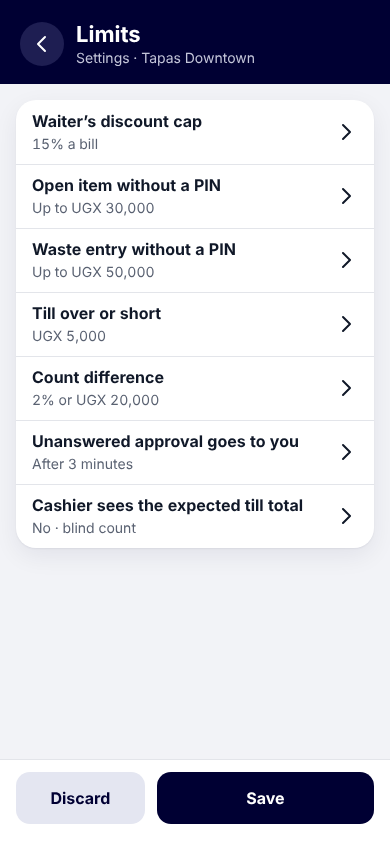 Limits
Settings · Tapas Downtown
Waiter’s discount cap
15% a bill
Open item without a PIN
Up to UGX 30,000
Waste entry without a PIN
Up to UGX 50,000
Till over or short
UGX 5,000
Count difference
2% or UGX 20,000
Unanswered approval goes to you
After 3 minutes
Cashier sees the expected till total
No · blind count
Discard
Save